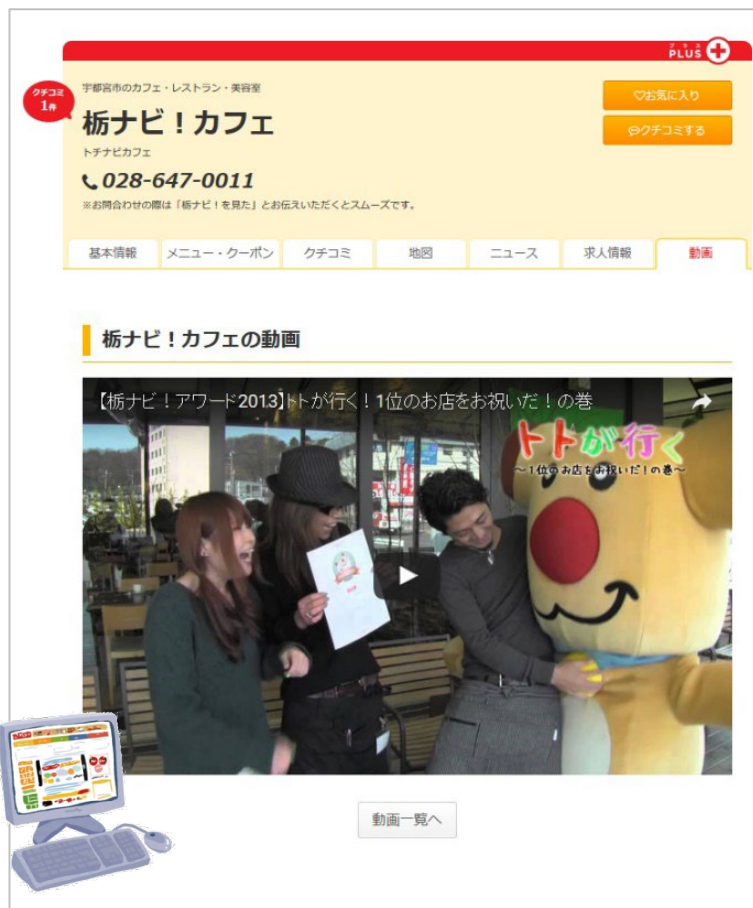 プラス
PLUS
クチコミ
1件
宇都宮市のカフェ・レストラン・美容室
栃ナビ！カフェ
トチナビカフェ
028-647-0011
※お問合わせの際は「栃ナビ！を見た」とお伝えいただくとスムーズです。
♡お気に入り
クチコミする
基本情報 メニュー・クーポン クチコミ 地図 ニュース 求人情報 動画
栃ナビ！カフェの動画
【栃ナビ！アワード2013】トトが行く！1位のお店をお祝いだ！の巻
トトが行く
～1位のお店をお祝いだ！の巻～
動画一覧へ